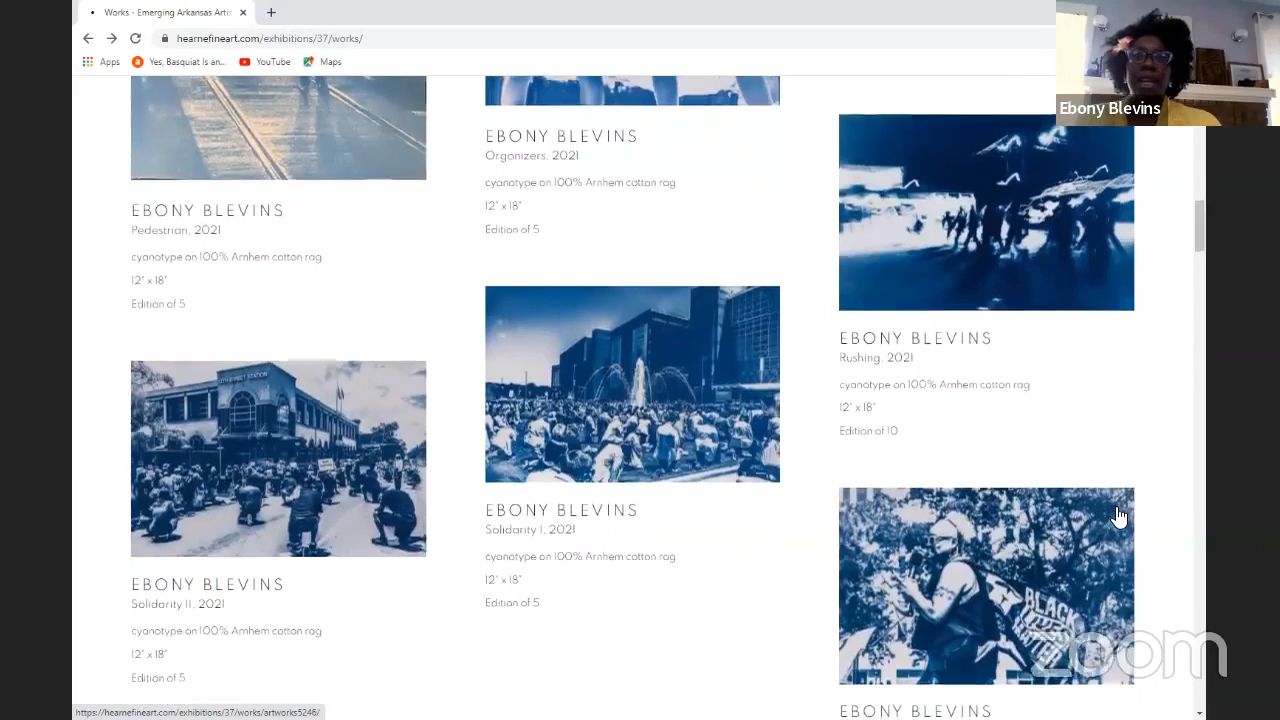 Works - Emerging Arkansas Artis
hearnefineart.com/exhibitions/37/works/
Apps
Yes, Basquiat Is an...
YouTube
Maps
Ebony Blevins
EBONY BLEVINS
Pedestrian, 2021
cyanotype on 100% Arnhem cotton rag
12" x 18"
Edition of 5
EBONY BLEVINS
Solidarity II, 2021
cyanotype on 100% Arnhem cotton rag
12" x 18"
Edition of 5
EBONY BLEVINS
Organizers, 2021
cyanotype on 100% Arnhem cotton rag
12" x 18"
Edition of 5
EBONY BLEVINS
Solidarity I, 2021
cyanotype on 100% Arnhem cotton rag
12" x 18"
Edition of 5
EBONY BLEVINS
Rushing, 2021
cyanotype on 100% Arnhem cotton rag
12" x 18"
Edition of 10
BLACK
EBONY BLEVINS
zoom
https://hearnefineart.com/exhibitions/37/works/artworks5246/